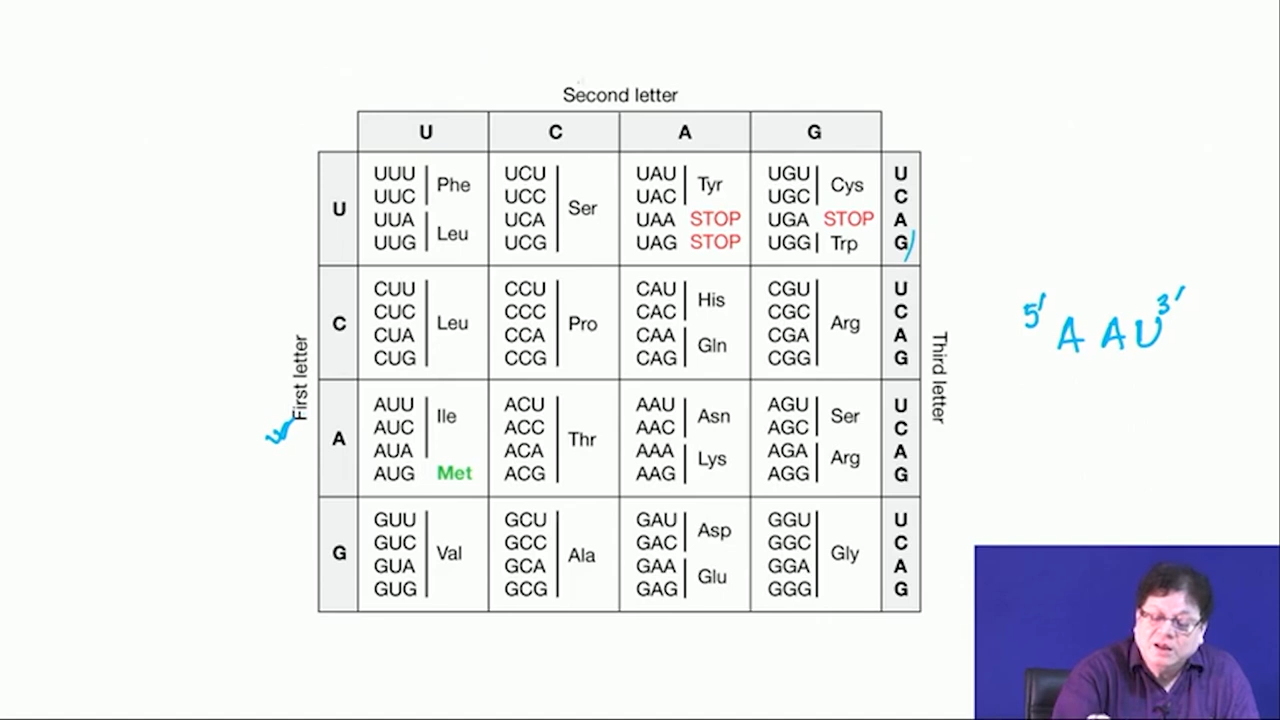 Second letter
U C A G
U UUU UCU UAU UGU U
UUC Phe UCC UAC Tyr UGC Cys C
UUA UCA Ser UAA STOP UGA STOP A
UUG Leu UCG UAG STOP UGG Trp G
C CUU CCU CAU CGU U
CUC CCC CAC His CGC C
CUA Leu CCA Pro CAA CGA Arg A
CUG CCG CAG Gln CGG G
A AUU ACU AAU AGU U
AUC Ile ACC AAC Asn AGC Ser C
AUA ACA Thr AAA AGA A
AUG Met ACG AAG Lys AGG Arg G
G GUU GCU GAU GGU U
GUC GCC GAC Asp GGC C
GUA Val GCA Ala GAA GGA Gly A
GUG GCG GAG Glu GGG G
First letter
Third letter
5' A A U 3'